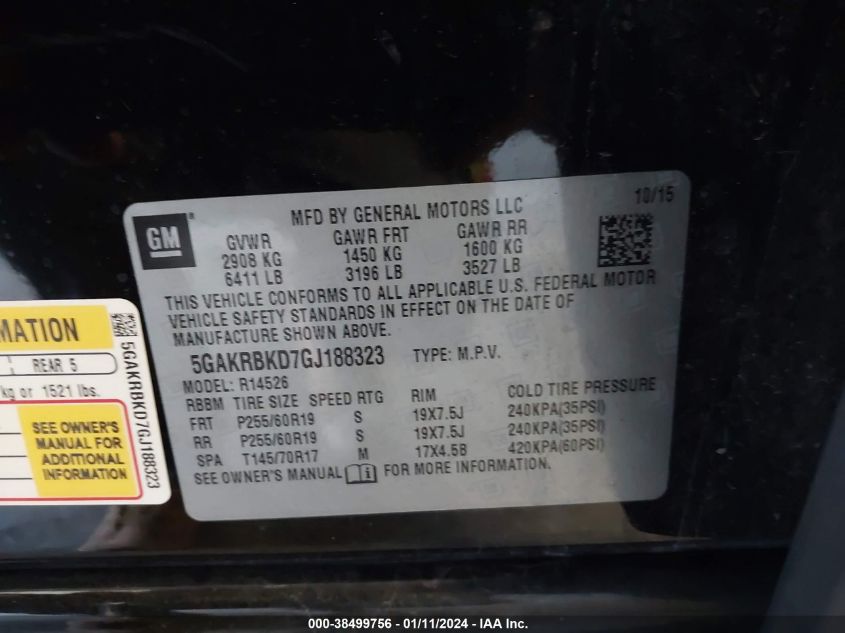 10/15
GM
MFD BY GENERAL MOTORS LLC
GVWR GAWR FRT GAWR RR
2908 KG 1450 KG 1600 KG
6411 LB 3196 LB 3527 LB
THIS VEHICLE CONFORMS TO ALL APPLICABLE U.S. FEDERAL MOTOR
VEHICLE SAFETY STANDARDS IN EFFECT ON THE DATE OF
MANUFACTURE SHOWN ABOVE.
5GAKRBKD7GJ188323 TYPE: M.P.V.
MODEL: R14526
RBBM TIRE SIZE SPEED RTG RIM COLD TIRE PRESSURE
FRT P255/60R19 S 19X7.5J 240KPA(35PSI)
RR P255/60R19 S 19X7.5J 240KPA(35PSI)
SPA T145/70R17 M 17X4.5B 420KPA(60PSI)
SEE OWNER'S MANUAL FOR MORE INFORMATION.
MATION
REAR 5
kg or 1521 lbs.
SEE OWNER'S
MANUAL FOR
ADDITIONAL
INFORMATION
5GAKRBKD7GJ188323
000-38499756 - 01/11/2024 - IAA Inc.